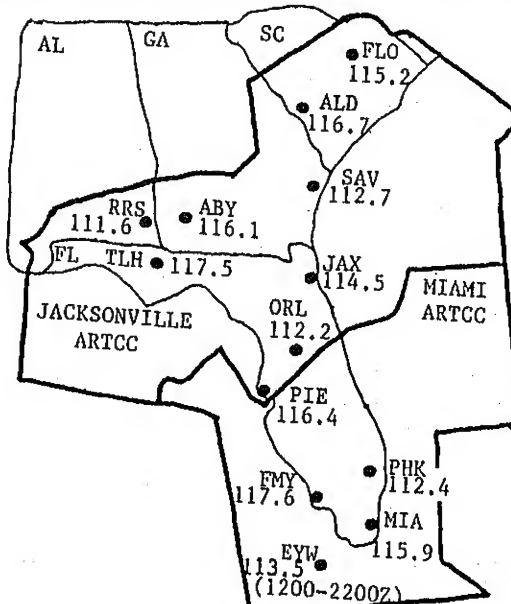 AL
GA
SC
FLO
115.2
ALD
116.7
SAV
112.7
RRS
111.6
ABY
116.1
FL
TLH
117.5
JAX
114.5
MIAMI
ARTCC
ORL
112.2
JACKSONVILLE
ARTCC
PIE
116.4
PHK
112.4
FMY
117.6
MIA
115.9
EYW
113.5
(1200-2200Z)